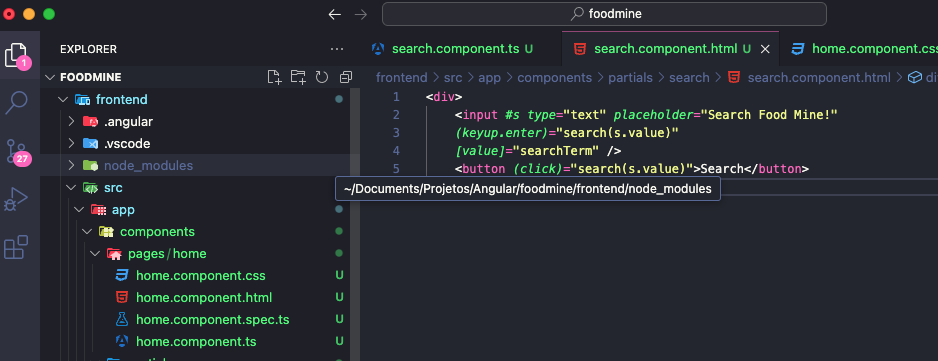 foodmine
EXPLORER
search.component.ts U
search.component.html U
home.component.css
FOODMINE
frontend > src > app > components > partials > search > search.component.html >
frontend
.angular
.vscode
node_modules
src
app
components
pages / home
home.component.css U
home.component.html U
home.component.spec.ts U
home.component.ts U
1
27
1 <div>
2 <input #s type="text" placeholder="Search Food Mine!"
3 (keyup.enter)="search(s.value)"
4 [value]="searchTerm" />
5 <button (click)="search(s.value)">Search</button>
~/Documents/Projetos/Angular/foodmine/frontend/node_modules